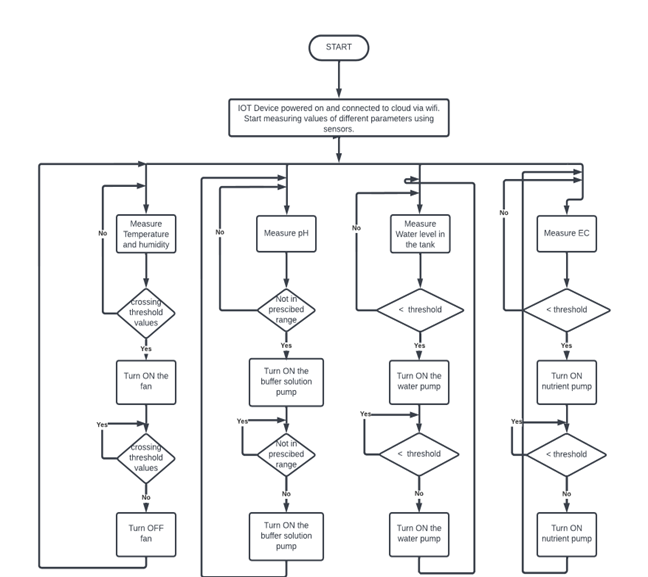 START
IOT Device powered on and connected to cloud via wifi.
Start measuring values of different parameters using
sensors.
No
Measure
Temperature
and humidity
crossing
threshold
values
Yes
Turn ON the
fan
Yes
crossing
threshold
values
No
Turn OFF
fan
No
Measure pH
Not in
prescibed
range
Yes
Turn ON the
buffer solution
pump
Yes
Not in
prescibed
range
No
Turn ON the
buffer solution
pump
No
Measure
Water level in
the tank
< threshold
Yes
Turn ON the
water pump
Yes
< threshold
No
Turn ON the
water pump
No
Measure EC
< threshold
Yes
Turn ON
nutrient pump
Yes
< threshold
No
Turn ON
nutrient pump